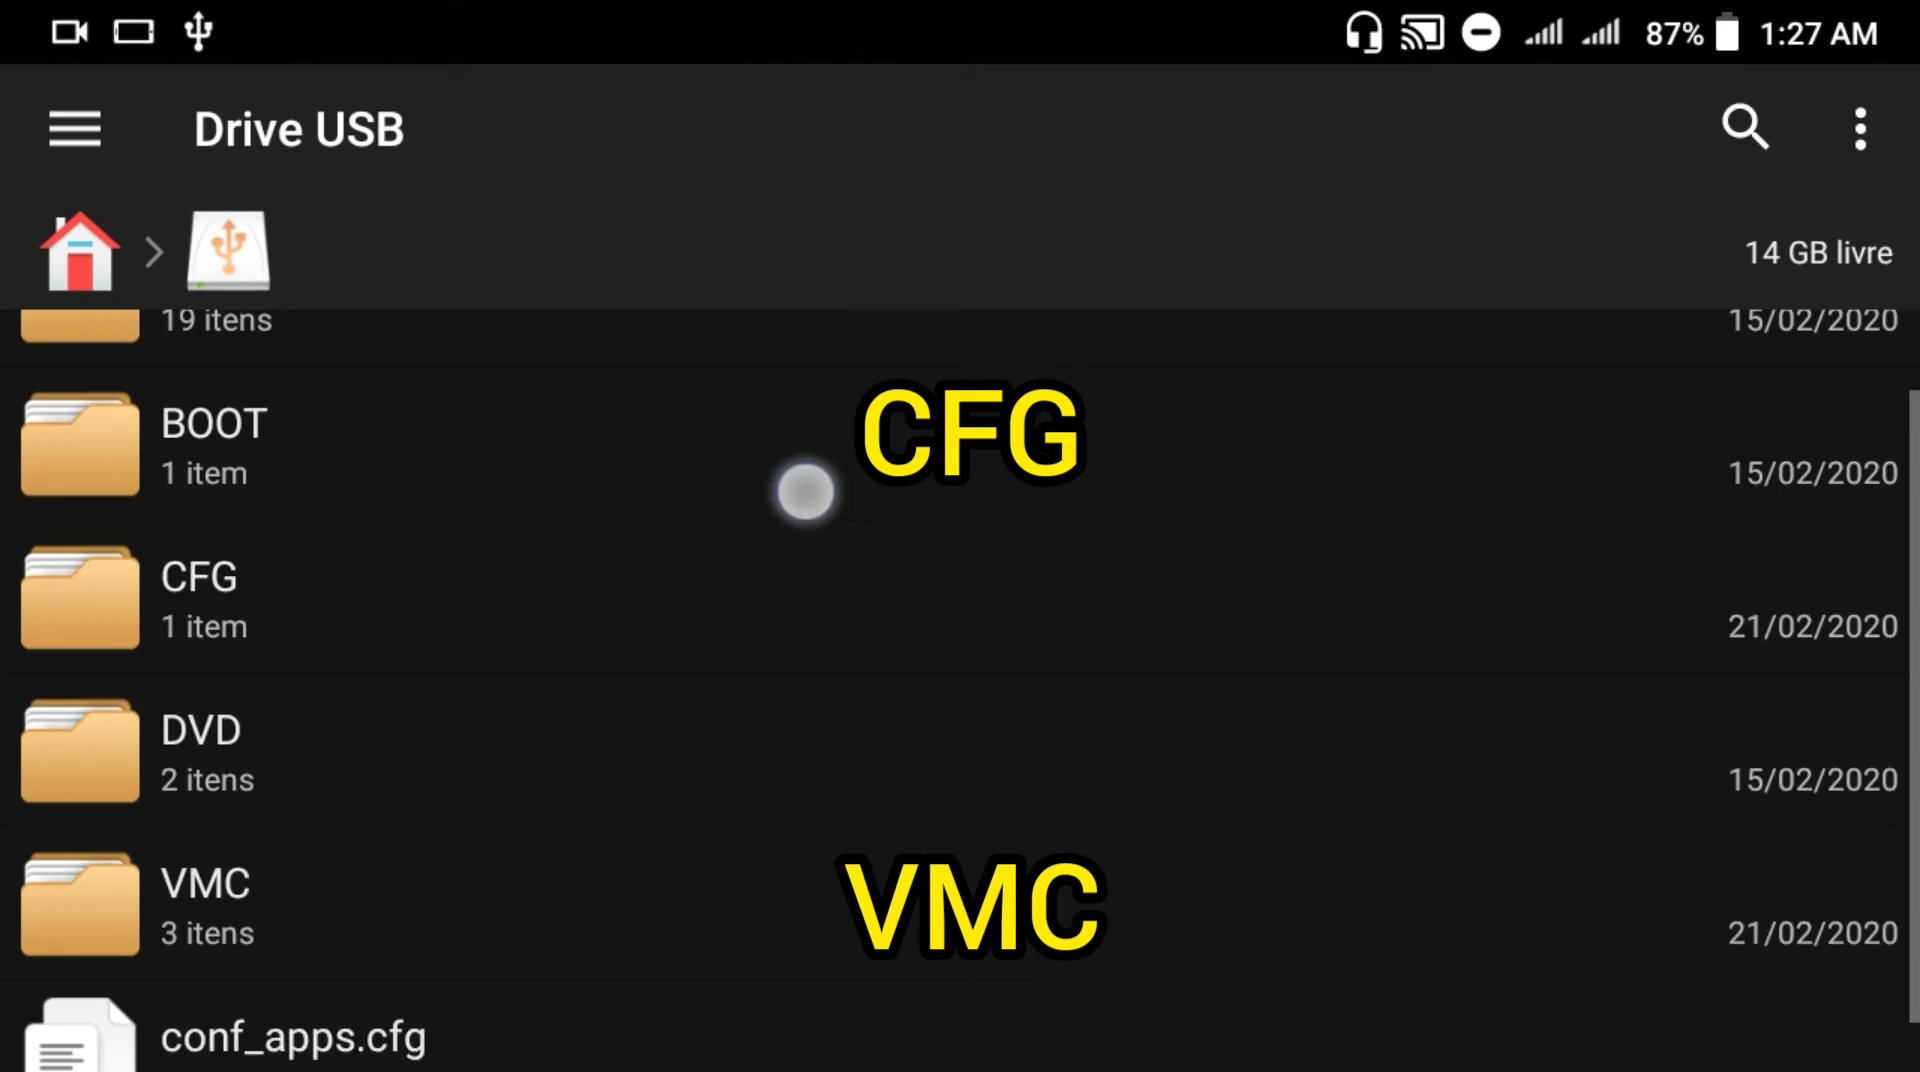 87% 1:27 AM
Drive USB
14 GB livre
19 itens 15/02/2020
BOOT
1 item 15/02/2020
CFG
CFG
1 item 21/02/2020
DVD
2 itens 15/02/2020
VMC
3 itens 21/02/2020
VMC
conf_apps.cfg